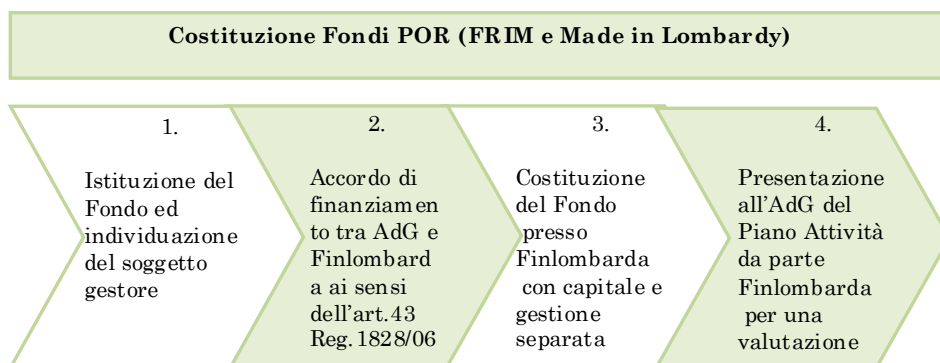 Costituzione Fondi POR (FRIM e Made in Lombardy)
1.
Istituzione del
Fondo ed
individuazione
del soggetto
gestore
2.
Accordo di
finanziamen
to tra AdG e
Finlombard
a ai sensi
dell'art.43
Reg.1828/06
3.
Costituzione
del Fondo
presso
Finlombarda
con capitale e
gestione
separata
4.
Presentazione
all'AdG del
Piano Attività
da parte
Finlombarda
per una
valutazione